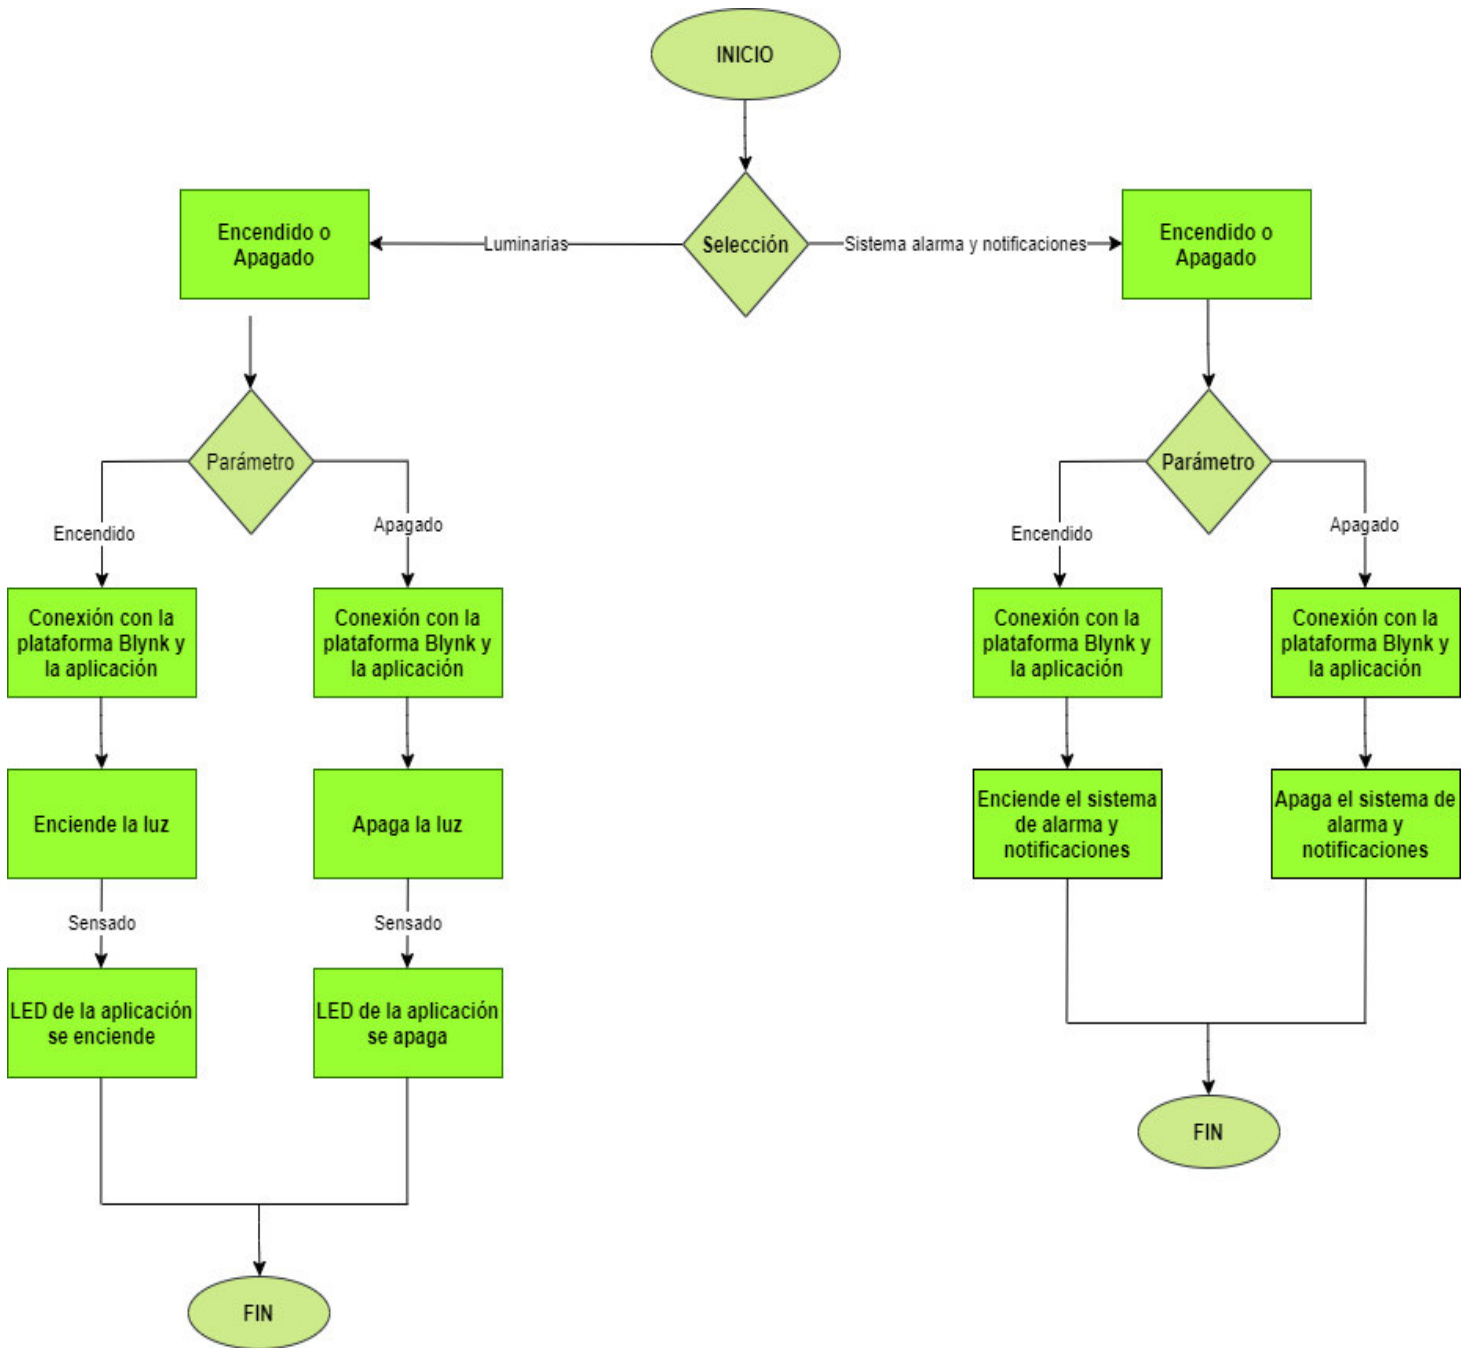 INICIO
Encendido o
Apagado
Luminarias
Selección
Sistema alarma y notificaciones
Encendido o
Apagado
Parámetro
Encendido
Apagado
Parámetro
Encendido
Apagado
Conexión con la
plataforma Blynk y
la aplicación
Conexión con la
plataforma Blynk y
la aplicación
Conexión con la
plataforma Blynk y
la aplicación
Conexión con la
plataforma Blynk y
la aplicación
Enciende la luz
Apaga la luz
Enciende el sistema
de alarma y
notificaciones
Apaga el sistema de
alarma y
notificaciones
Sensado
Sensado
LED de la aplicación
se enciende
LED de la aplicación
se apaga
FIN
FIN